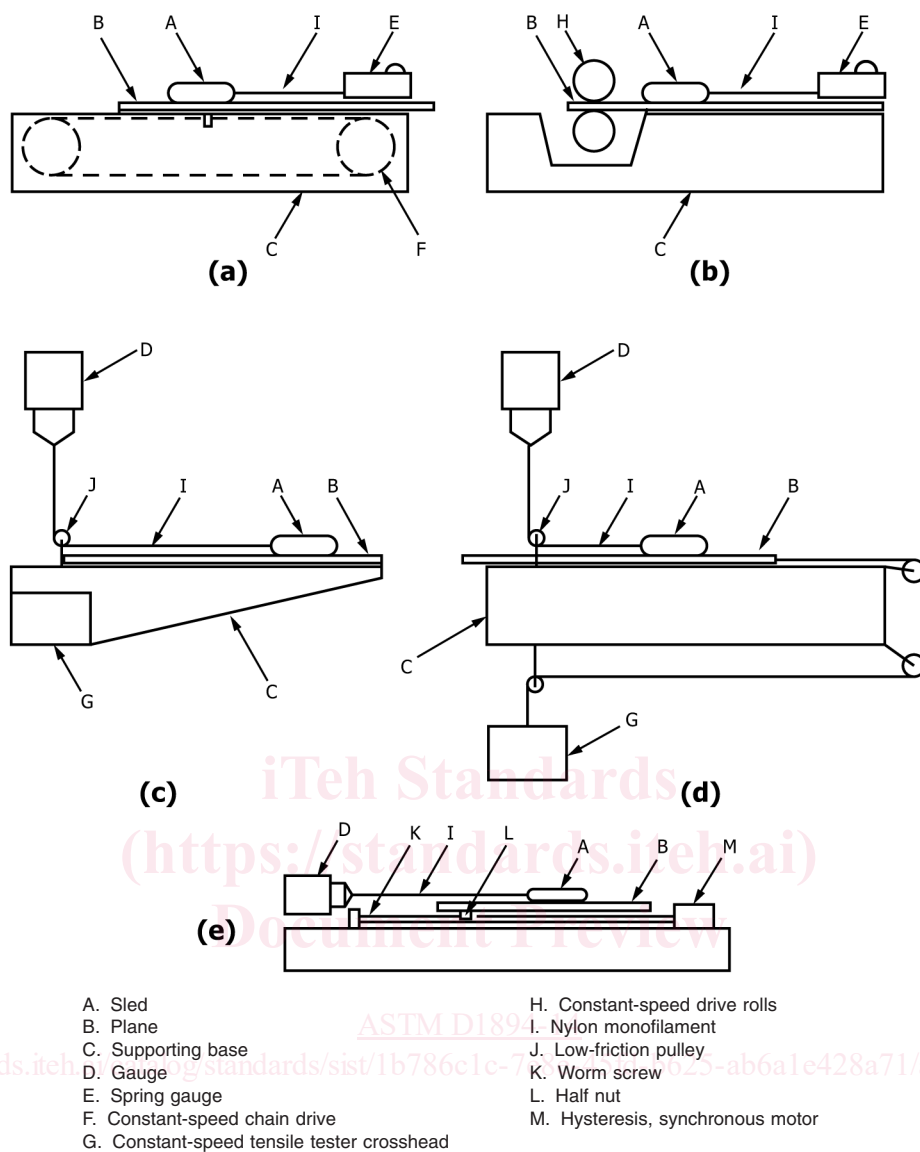 B A I E
B H A I E
C F
C
(a) (b)
D D
J I A B
J I A B
G C
C G
(c) (d)
iTeh Standards
(https://standards.iteh.ai)
Document Preview
D K I L A B M
(e)
A. Sled
B. Plane
C. Supporting base
D. Gauge
E. Spring gauge
F. Constant-speed chain drive
G. Constant-speed tensile tester crosshead
H. Constant-speed drive rolls
I. Nylon monofilament
J. Low-friction pulley
K. Worm screw
L. Half nut
M. Hysteresis, synchronous motor
ASTM D1894-14